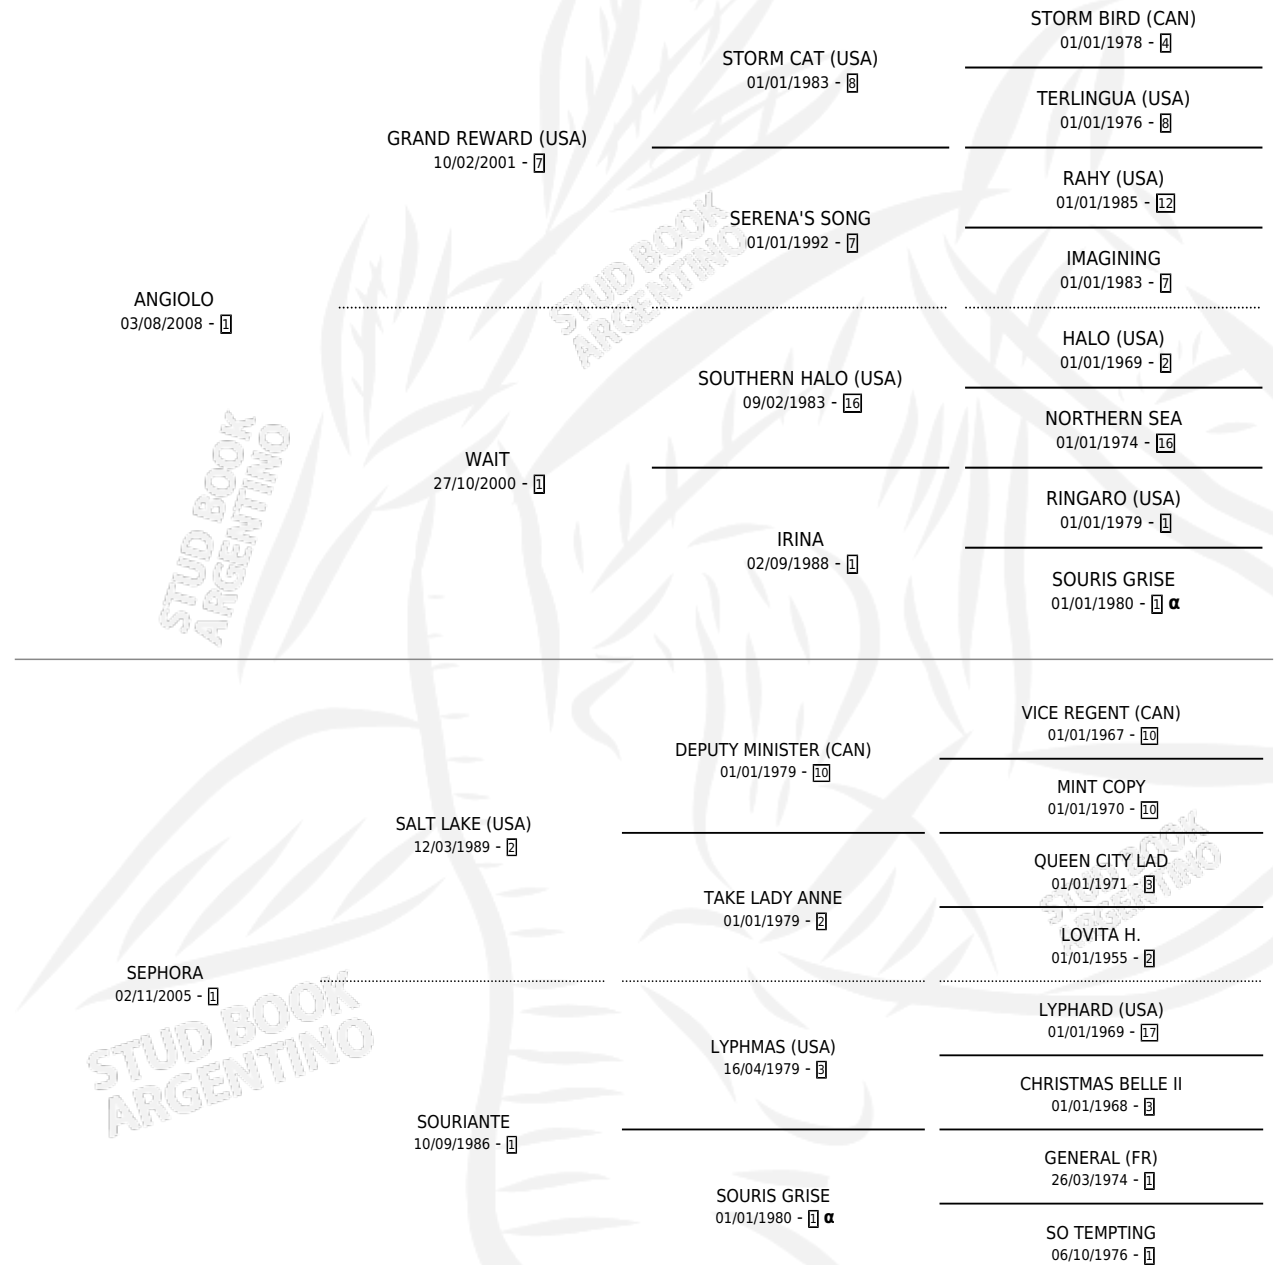 STORM BIRD (CAN)
01/01/1978 - 4
STORM CAT (USA)
01/01/1983 - 8
TERLINGUA (USA)
01/01/1976 - 8
GRAND REWARD (USA)
10/02/2001 - 7
RAHY (USA)
01/01/1985 - 12
SERENA'S SONG
01/01/1992 - 7
IMAGINING
01/01/1983 - 7
ANGIOLO
03/08/2008 - 1
HALO (USA)
01/01/1969 - 2
SOUTHERN HALO (USA)
09/02/1983 - 16
NORTHERN SEA
01/01/1974 - 16
WAIT
27/10/2000 - 1
RINGARO (USA)
01/01/1979 - 1
IRINA
02/09/1988 - 1
SOURIS GRISE
01/01/1980 - 1 α
STUD BOOK
ARGENTINO
STUD BOOK
ARGENTINO
VICE REGENT (CAN)
01/01/1967 - 10
DEPUTY MINISTER (CAN)
01/01/1979 - 10
MINT COPY
01/01/1970 - 10
SALT LAKE (USA)
12/03/1989 - 2
QUEEN CITY LAD
01/01/1971 - 3
TAKE LADY ANNE
01/01/1979 - 2
LOVITA H.
01/01/1955 - 2
STUD BOOK
ARGENTINO
SEPHORA
02/11/2005 - 1
LYPHARD (USA)
01/01/1969 - 17
LYPHMAS (USA)
16/04/1979 - 3
CHRISTMAS BELLE II
01/01/1968 - 3
SOURIANTE
10/09/1986 - 1
GENERAL (FR)
26/03/1974 - 1
SOURIS GRISE
01/01/1980 - 1 α
SO TEMPTING
06/10/1976 - 1
STUD BOOK
ARGENTINO